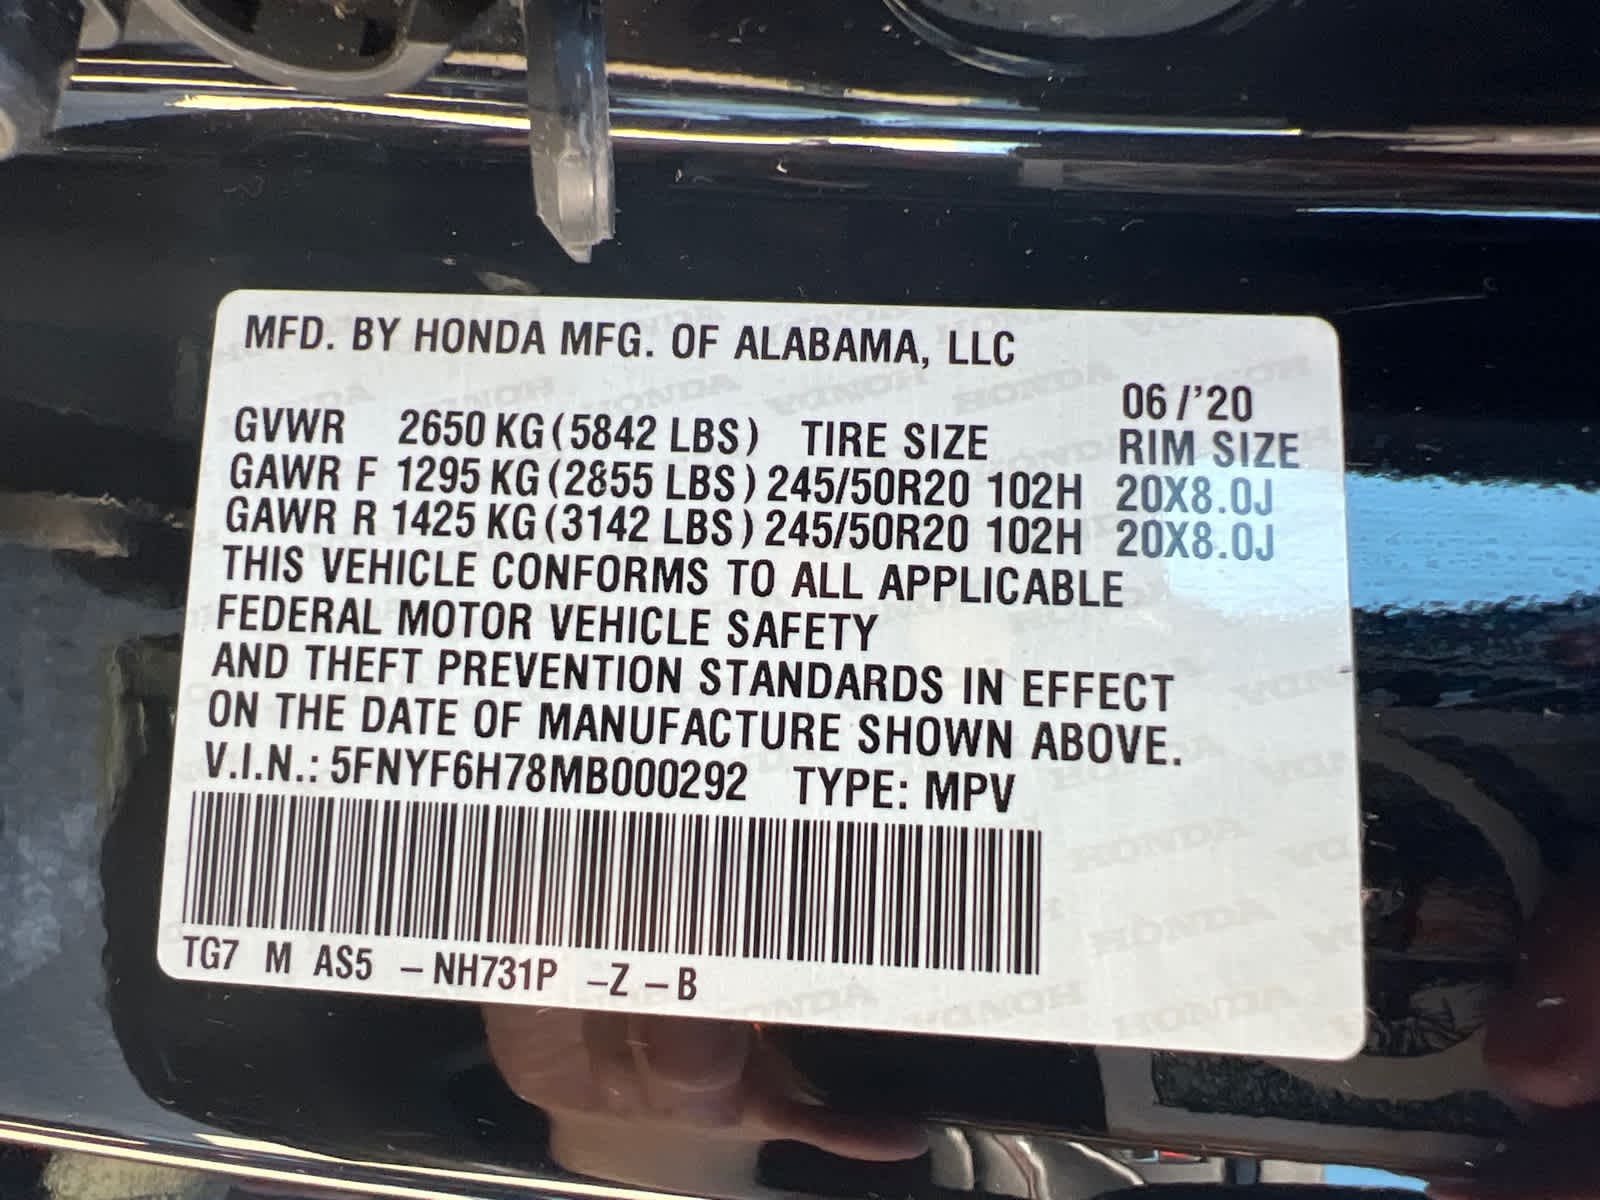 MFD. BY HONDA MFG. OF ALABAMA, LLC
06 /'20
GVWR 2650 KG (5842 LBS) TIRE SIZE RIM SIZE
GAWR F 1295 KG (2855 LBS) 245/50R20 102H 20X8.0J
GAWR R 1425 KG (3142 LBS) 245/50R20 102H 20X8.0J
THIS VEHICLE CONFORMS TO ALL APPLICABLE
FEDERAL MOTOR VEHICLE SAFETY
AND THEFT PREVENTION STANDARDS IN EFFECT
ON THE DATE OF MANUFACTURE SHOWN ABOVE.
V.I.N.: 5FNYF6H78MB000292 TYPE: MPV
TG7 M AS5 –NH731P –Z –B